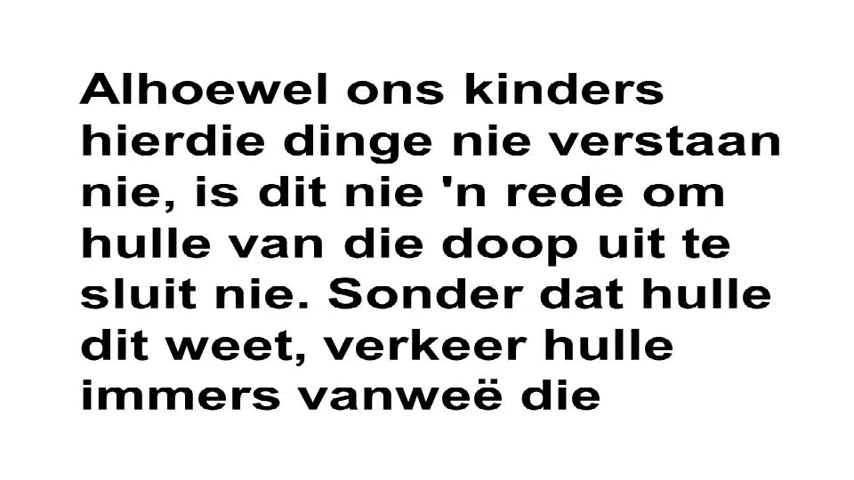 Alhoewel ons kinders
hierdie dinge nie verstaan
nie, is dit nie 'n rede om
hulle van die doop uit te
sluit nie. Sonder dat hulle
dit weet, verkeer hulle
immers vanweë die